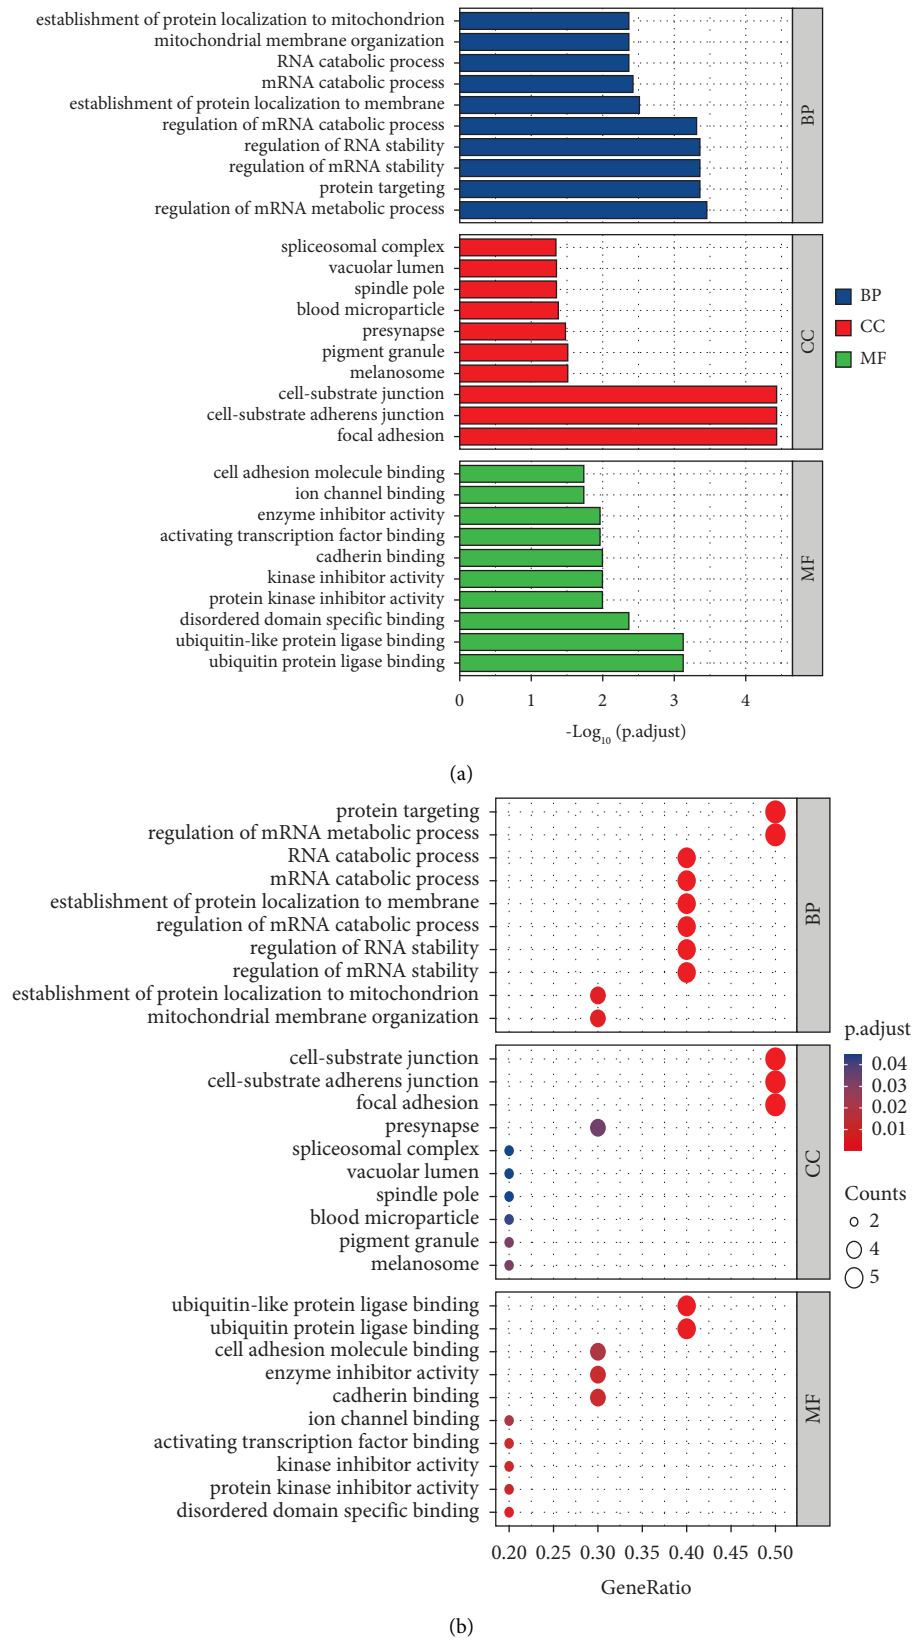 establishment of protein localization to mitochondrion
mitochondrial membrane organization
RNA catabolic process
mRNA catabolic process
establishment of protein localization to membrane
regulation of mRNA catabolic process
regulation of RNA stability
regulation of mRNA stability
protein targeting
regulation of mRNA metabolic process
BP
spliceosomal complex
vacuolar lumen
spindle pole
blood microparticle
presynapse
pigment granule
melanosome
cell-substrate junction
cell-substrate adherens junction
focal adhesion
CC
BP
CC
MF
cell adhesion molecule binding
ion channel binding
enzyme inhibitor activity
activating transcription factor binding
cadherin binding
kinase inhibitor activity
protein kinase inhibitor activity
disordered domain specific binding
ubiquitin-like protein ligase binding
ubiquitin protein ligase binding
MF
0 1 2 3 4
-Log10 (p.adjust)
(a)
protein targeting
regulation of mRNA metabolic process
RNA catabolic process
mRNA catabolic process
establishment of protein localization to membrane
regulation of mRNA catabolic process
regulation of RNA stability
regulation of mRNA stability
establishment of protein localization to mitochondrion
mitochondrial membrane organization
BP
cell-substrate junction
cell-substrate adherens junction
focal adhesion
presynapse
spliceosomal complex
vacuolar lumen
spindle pole
blood microparticle
pigment granule
melanosome
CC
p.adjust
0.04
0.03
0.02
0.01
Counts
2
4
5
ubiquitin-like protein ligase binding
ubiquitin protein ligase binding
cell adhesion molecule binding
enzyme inhibitor activity
cadherin binding
ion channel binding
activating transcription factor binding
kinase inhibitor activity
protein kinase inhibitor activity
disordered domain specific binding
MF
0.20 0.25 0.30 0.35 0.40 0.45 0.50
GeneRatio
(b)